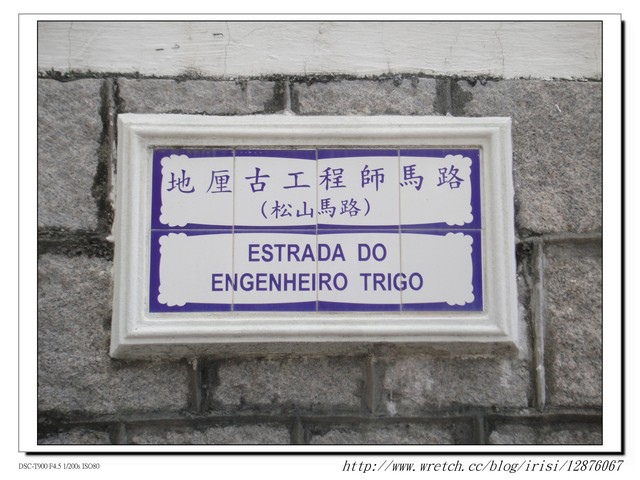 地厘古工程師馬路
(松山馬路)
ESTRADA DO
ENGENHEIRO TRIGO
DSC-T900 F4.5 1/200s ISO80
http://www.wretch.cc/blog/irisi/12876067